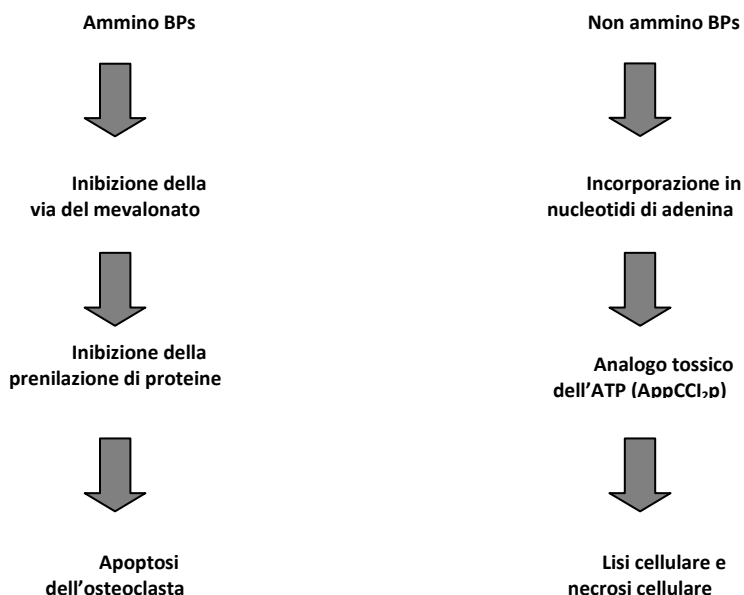 Ammino BPs
Inibizione della
via del mevalonato
Inibizione della
prenilazione di proteine
Apoptosi
dell'osteoclasta
Non ammino BPs
Incorporazione in
nucleotidi di adenina
Analogo tossico
dell'ATP (AppCCl₂p)
Lisi cellulare e
necrosi cellulare